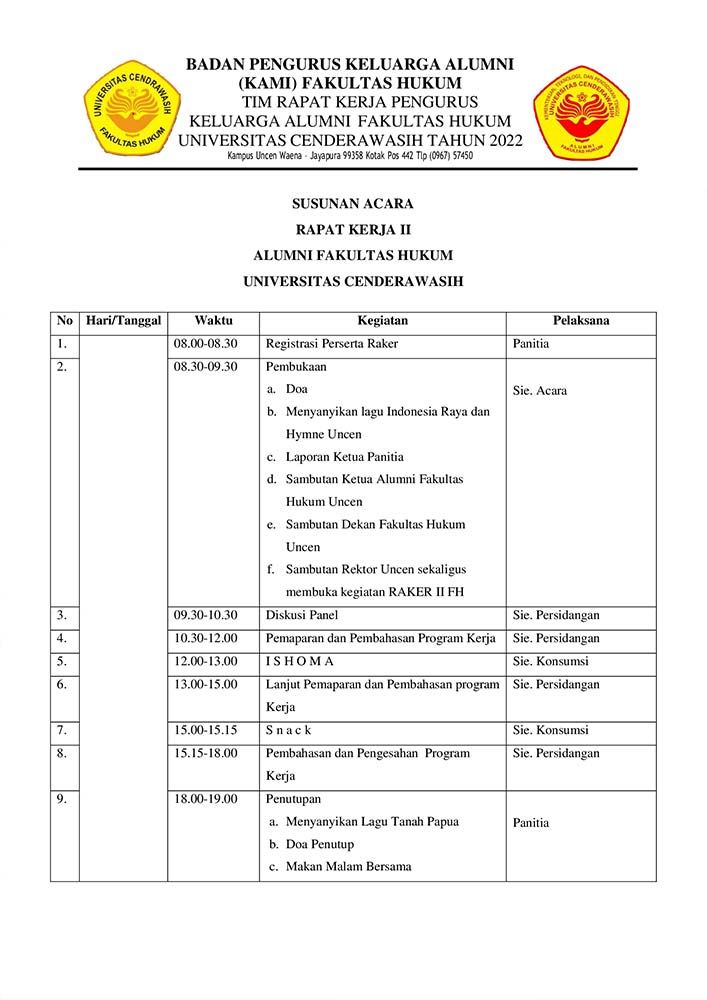 BADAN PENGURUS KELUARGA ALUMNI
(KAMI) FAKULTAS HUKUM
TIM RAPAT KERJA PENGURUS
KELUARGA ALUMNI FAKULTAS HUKUM
UNIVERSITAS CENDERAWASIH TAHUN 2022
Kampus Uncen Waena - Jayapura 99358 Kotak Pos 442 Tlp (0967) 57450
UNIVERSITAS CENDRAWASIH
FAKULTAS HUKUM
UNIVERSITAS CENDERAWASIH
ALUMNI
FAKULTAS HUKUM
SUSUNAN ACARA
RAPAT KERJA II
ALUMNI FAKULTAS HUKUM
UNIVERSITAS CENDERAWASIH
No Hari/Tanggal Waktu Kegiatan Pelaksana
1. 08.00-08.30 Registrasi Perserta Raker Panitia
2. 08.30-09.30 Pembukaan
a. Doa Sie. Acara
b. Menyanyikan lagu Indonesia Raya dan
Hymne Uncen
c. Laporan Ketua Panitia
d. Sambutan Ketua Alumni Fakultas
Hukum Uncen
e. Sambutan Dekan Fakultas Hukum
Uncen
f. Sambutan Rektor Uncen sekaligus
membuka kegiatan RAKER II FH
3. 09.30-10.30 Diskusi Panel Sie. Persidangan
4. 10.30-12.00 Pemaparan dan Pembahasan Program Kerja Sie. Persidangan
5. 12.00-13.00 I S H O M A Sie. Konsumsi
6. 13.00-15.00 Lanjut Pemaparan dan Pembahasan program Sie. Persidangan
Kerja
7. 15.00-15.15 S n a c k Sie. Konsumsi
8. 15.15-18.00 Pembahasan dan Pengesahan Program Sie. Persidangan
Kerja
9. 18.00-19.00 Penutupan
a. Menyanyikan Lagu Tanah Papua Panitia
b. Doa Penutup
c. Makan Malam Bersama